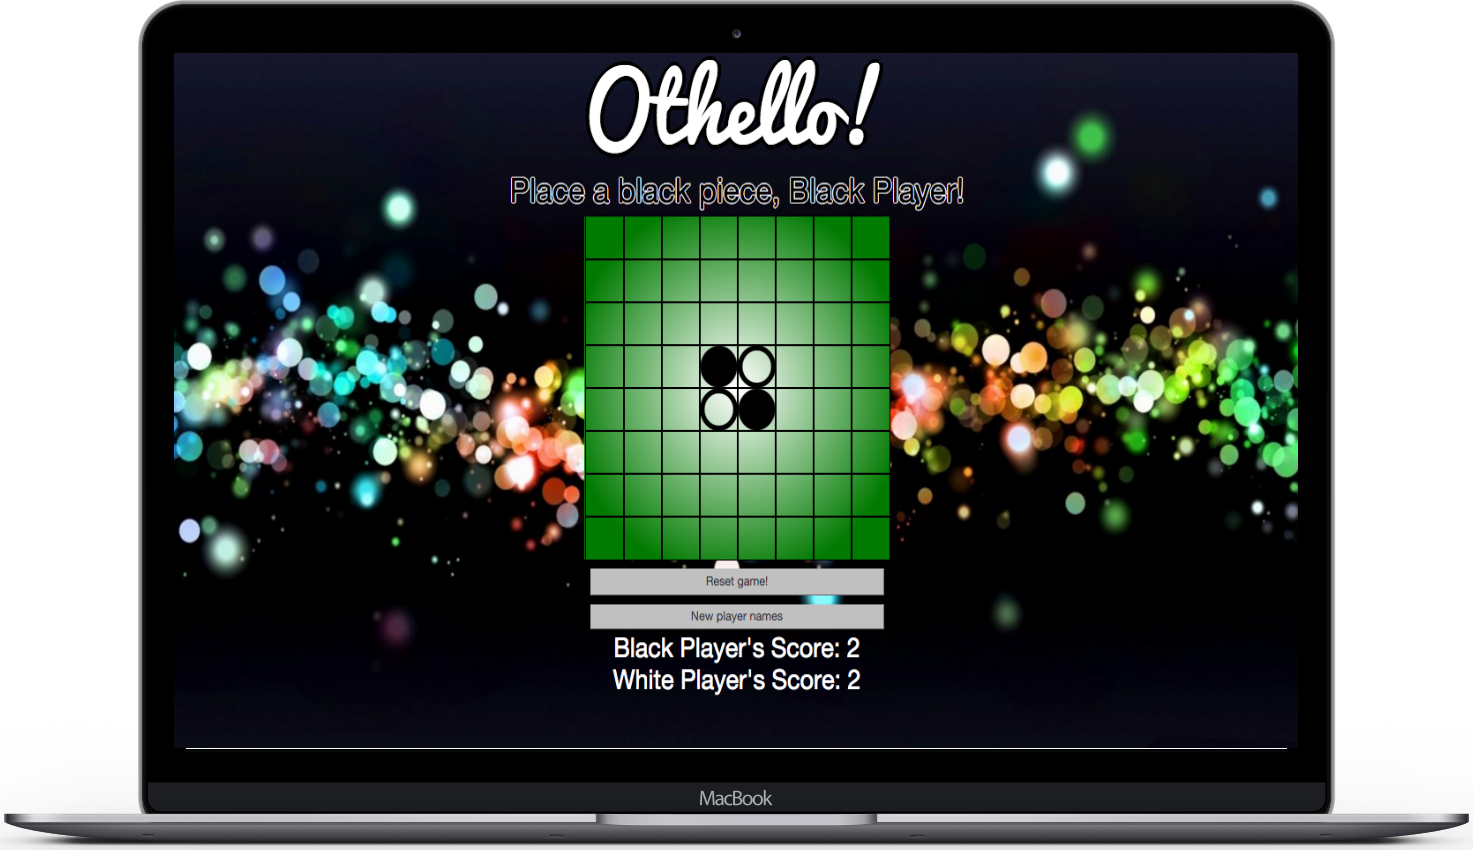 Othello!
Place a black piece, Black Player!
Reset game!
New player names
Black Player's Score: 2
White Player's Score: 2
MacBook